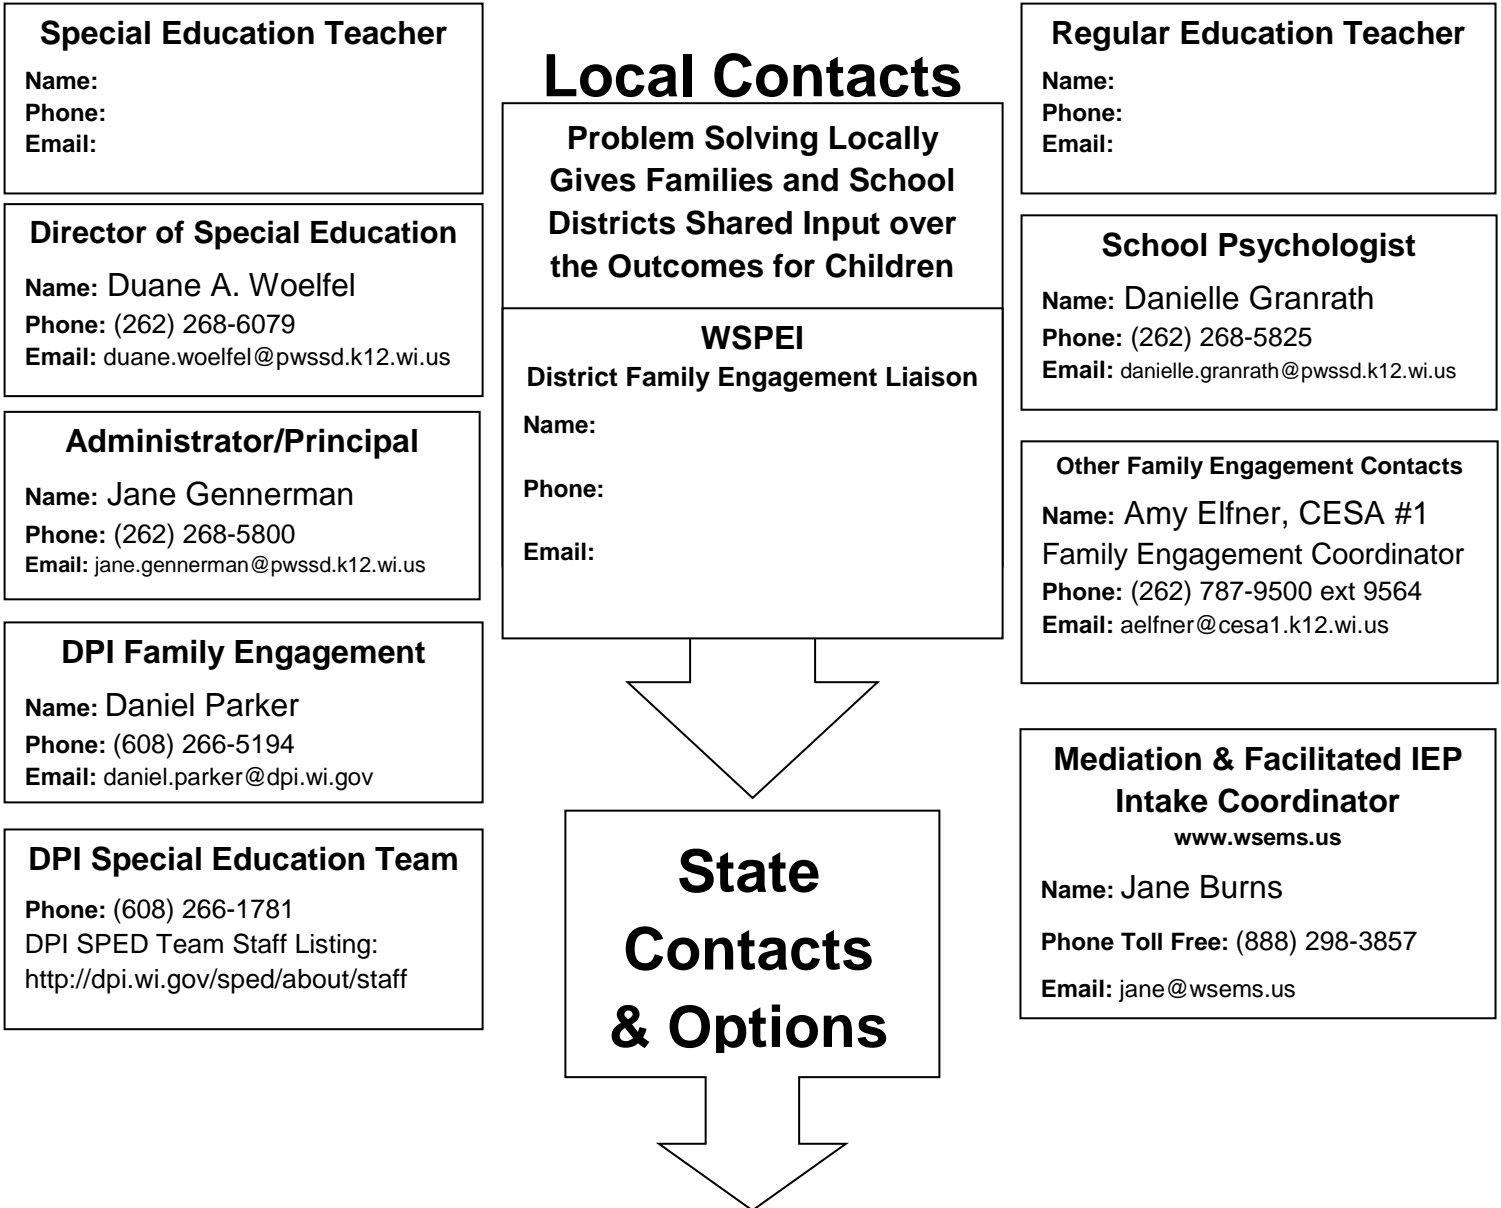 Special Education Teacher
Name:
Phone:
Email:
Local Contacts
Regular Education Teacher
Name:
Phone:
Email:
Problem Solving Locally
Gives Families and School
Districts Shared Input over
the Outcomes for Children
Director of Special Education
Name: Duane A. Woelfel
Phone: (262) 268-6079
Email: duane.woelfel@pwssd.k12.wi.us
School Psychologist
Name: Danielle Granrath
Phone: (262) 268-5825
Email: danielle.granrath@pwssd.k12.wi.us
WSPEI
District Family Engagement Liaison
Name:
Phone:
Email:
Administrator/Principal
Name: Jane Gennerman
Phone: (262) 268-5800
Email: jane.gennerman@pwssd.k12.wi.us
Other Family Engagement Contacts
Name: Amy Elfner, CESA #1
Family Engagement Coordinator
Phone: (262) 787-9500 ext 9564
Email: aelfner@cesa1.k12.wi.us
DPI Family Engagement
Name: Daniel Parker
Phone: (608) 266-5194
Email: daniel.parker@dpi.wi.gov
Mediation & Facilitated IEP
Intake Coordinator
www.wsems.us
Name: Jane Burns
Phone Toll Free: (888) 298-3857
Email: jane@wsems.us
DPI Special Education Team
Phone: (608) 266-1781
DPI SPED Team Staff Listing:
http://dpi.wi.gov/sped/about/staff
State
Contacts
& Options